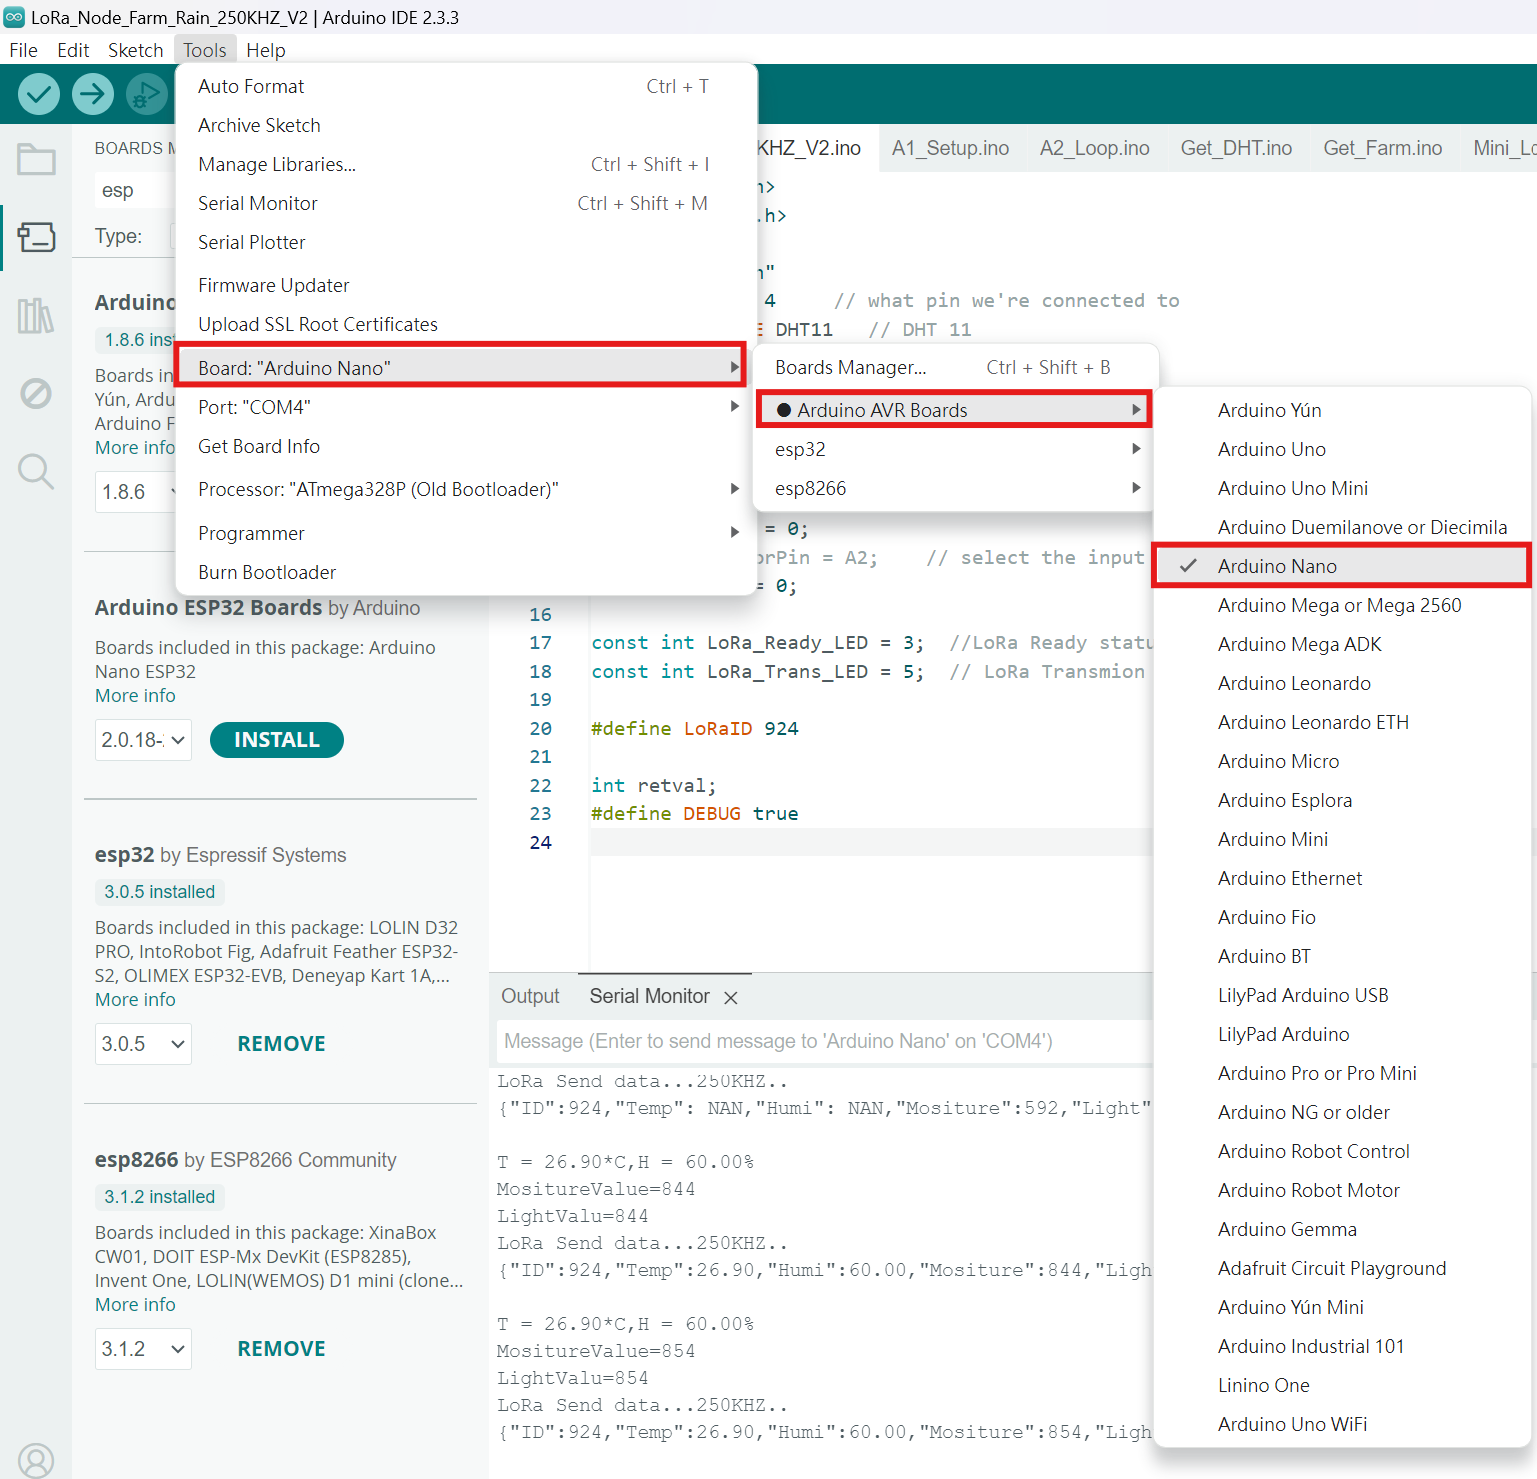 LoRa_Node_Farm_Rain_250KHZ_V2 | Arduino IDE 2.3.3
File Edit Sketch Tools Help
Auto Format Ctrl + T
Archive Sketch
Manage Libraries... Ctrl + Shift + I
Serial Monitor Ctrl + Shift + M
Serial Plotter
Firmware Updater
Upload SSL Root Certificates
Board: "Arduino Nano"
Port: "COM4"
Get Board Info
Processor: "ATmega328P (Old Bootloader)"
Programmer
Burn Bootloader
Boards Manager... Ctrl + Shift + B
Arduino AVR Boards
esp32
esp8266
Arduino Yún
Arduino Uno
Arduino Uno Mini
Arduino Duemilanove or Diecimila
Arduino Nano
Arduino Mega or Mega 2560
Arduino Mega ADK
Arduino Leonardo
Arduino Leonardo ETH
Arduino Micro
Arduino Esplora
Arduino Mini
Arduino Ethernet
Arduino Fio
Arduino BT
LilyPad Arduino USB
LilyPad Arduino
Arduino Pro or Pro Mini
Arduino NG or older
Arduino Robot Control
Arduino Robot Motor
Arduino Gemma
Adafruit Circuit Playground
Arduino Yún Mini
Arduino Industrial 101
Linino One
Arduino Uno WiFi
BOARDS M
esp
Type:
Arduino
1.8.6 inst
Boards in
Yún, Ardu
Arduino F
More info
1.8.6
Arduino ESP32 Boards by Arduino
Boards included in this package: Arduino
Nano ESP32
More info
2.0.18-
INSTALL
esp32 by Espressif Systems
3.0.5 installed
Boards included in this package: LOLIN D32
PRO, IntoRobot Fig, Adafruit Feather ESP32-
S2, OLIMEX ESP32-EVB, Deneyap Kart 1A,...
More info
3.0.5 REMOVE
esp8266 by ESP8266 Community
3.1.2 installed
Boards included in this package: XinaBox
CW01, DOIT ESP-Mx DevKit (ESP8285),
Invent One, LOLIN(WEMOS) D1 mini (clone...
More info
3.1.2 REMOVE
KHZ_V2.ino A1_Setup.ino A2_Loop.ino Get_DHT.ino Get_Farm.ino Mini_Lo
h>
.h>
h"
4 // what pin we're connected to
E DHT11 // DHT 11
= 0;
orPin = A2; // select the input
= 0;
16
17 const int LoRa_Ready_LED = 3; //LoRa Ready statu
18 const int LoRa_Trans_LED = 5; // LoRa Transmion
19
20 #define LoRaID 924
21
22 int retval;
23 #define DEBUG true
24
Output Serial Monitor
Message (Enter to send message to 'Arduino Nano' on 'COM4')
LoRa Send data...250KHZ..
{"ID":924,"Temp": NAN,"Humi": NAN,"Mositure":592,"Light"
T = 26.90*C,H = 60.00%
MositureValue=844
LightValu=844
LoRa Send data...250KHZ..
{"ID":924,"Temp":26.90,"Humi":60.00,"Mositure":844,"Ligh
T = 26.90*C,H = 60.00%
MositureValue=854
LightValu=854
LoRa Send data...250KHZ..
{"ID":924,"Temp":26.90,"Humi":60.00,"Mositure":854,"Ligh